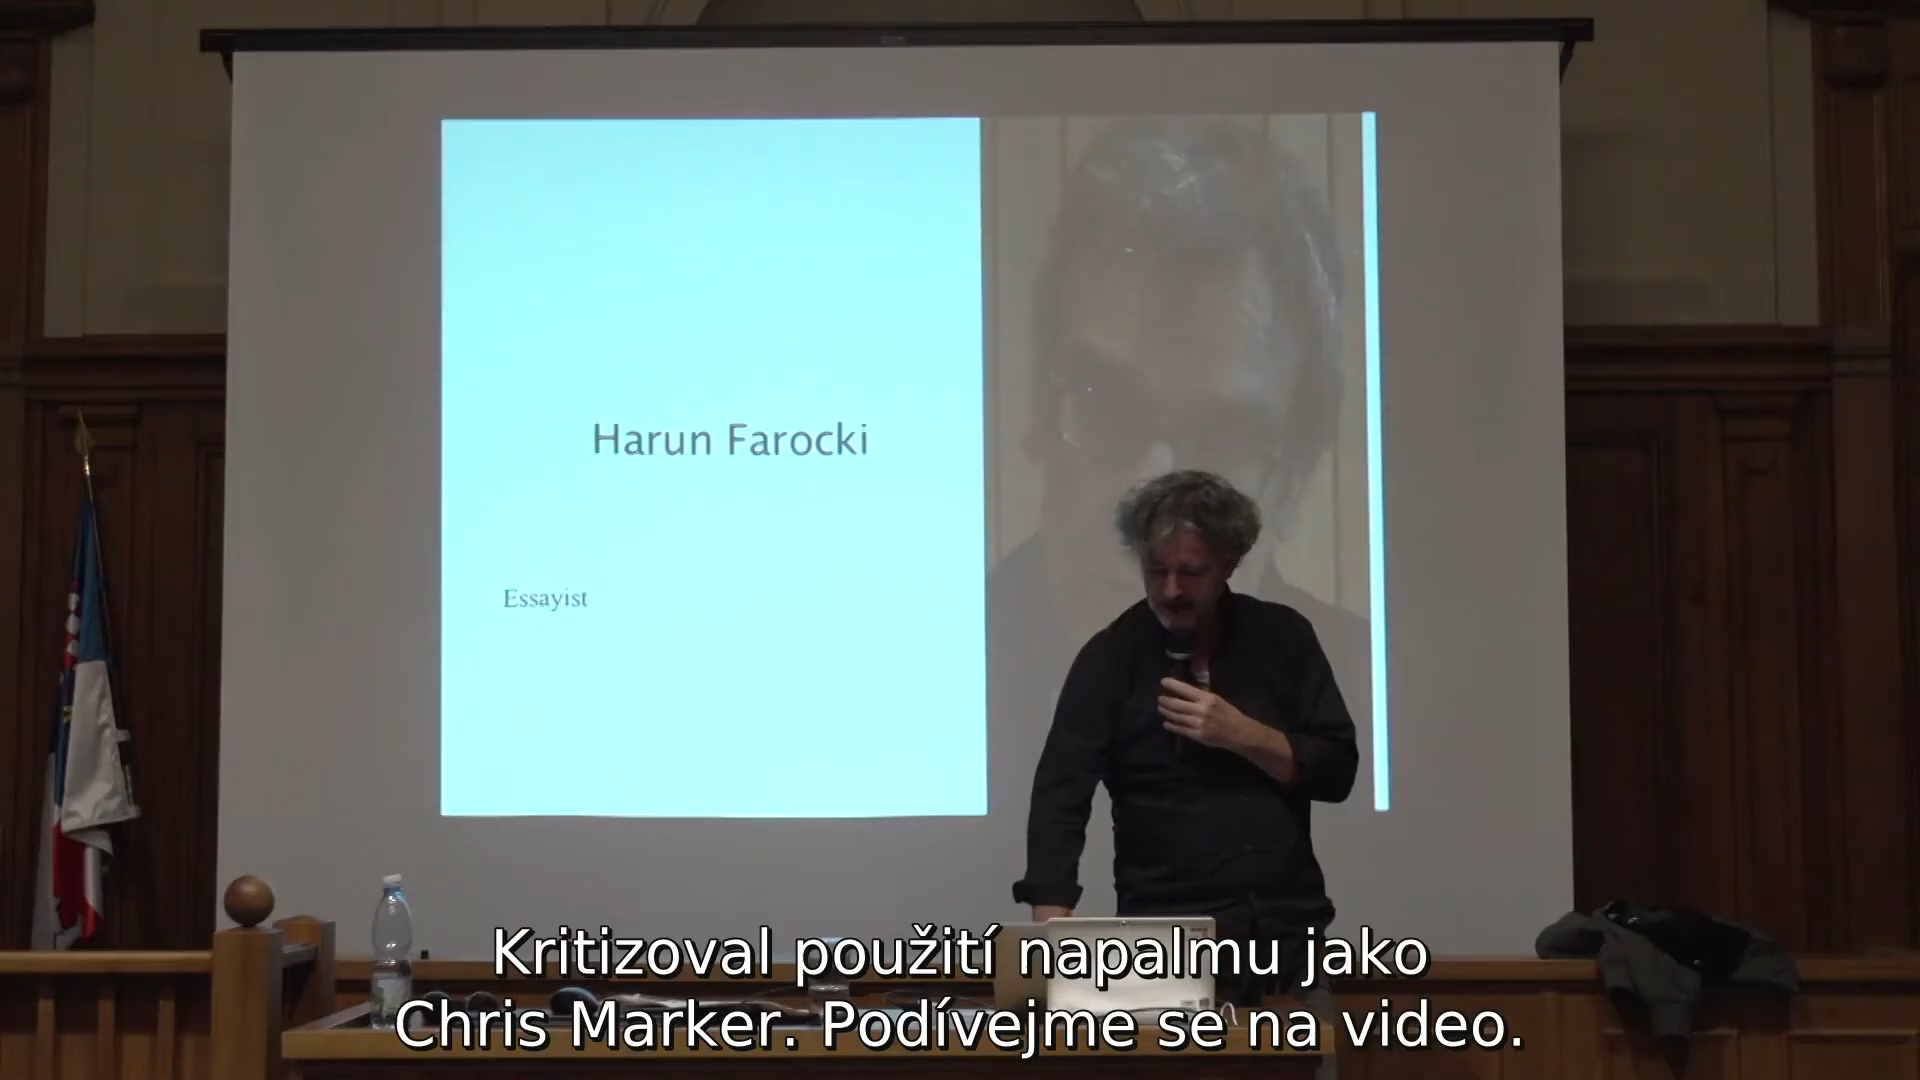 Harun Farocki
Essayist
Kritizoval použití napalmu jako
Chris Marker. Podívejme se na video.